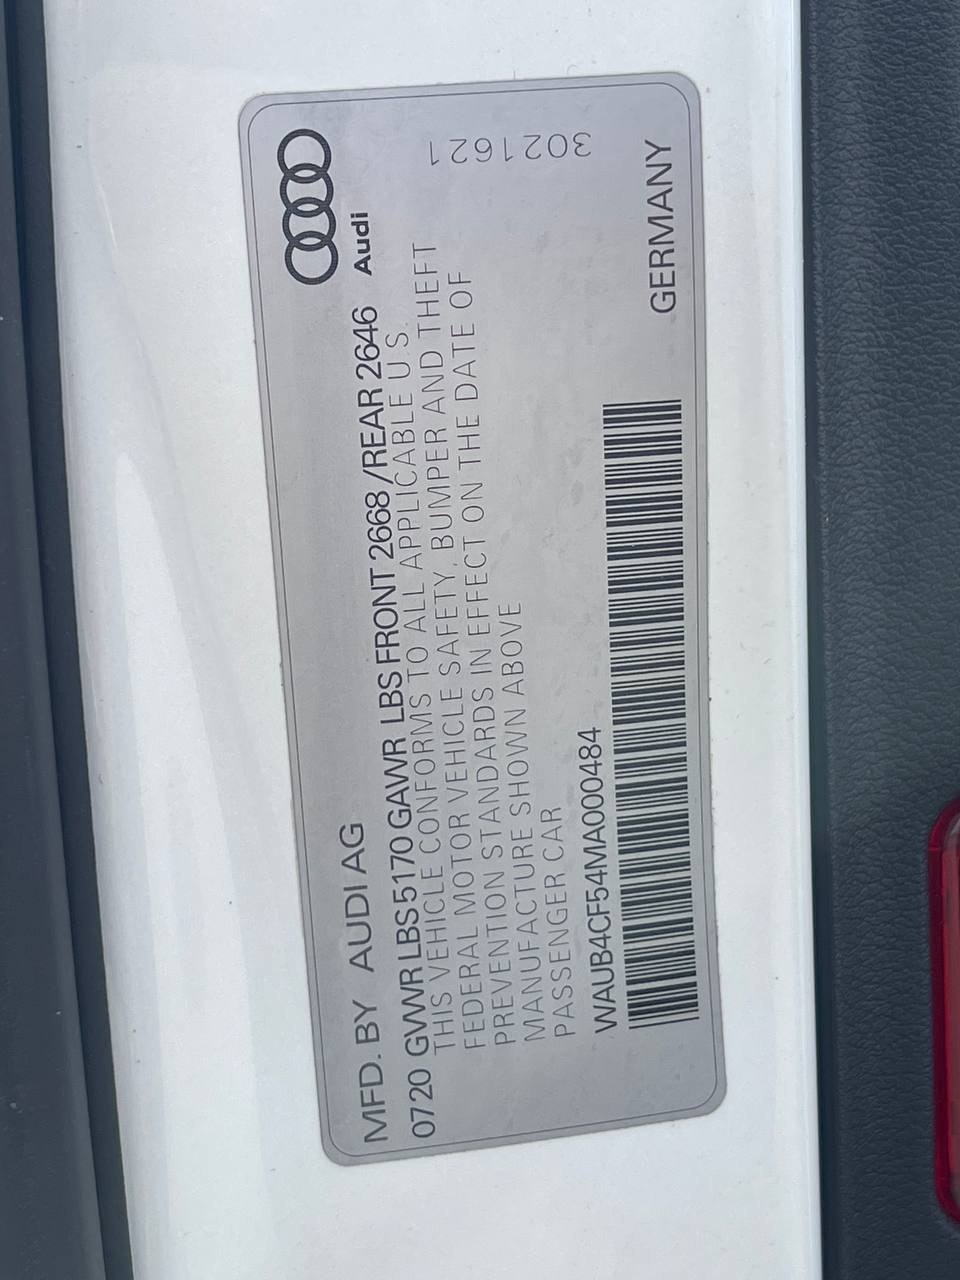 MFD. BY AUDI AG
Audi
0720 GVWR LBS 5170 GAWR LBS FRONT 2668 /REAR 2646
THIS VEHICLE CONFORMS TO ALL APPLICABLE U S.
FEDERAL MOTOR VEHICLE SAFETY, BUMPER AND THEFT
PREVENTION STANDARDS IN EFFECT ON THE DATE OF
MANUFACTURE SHOWN ABOVE
PASSENGER CAR
WAUB4CF54MA000484
GERMANY
3021621